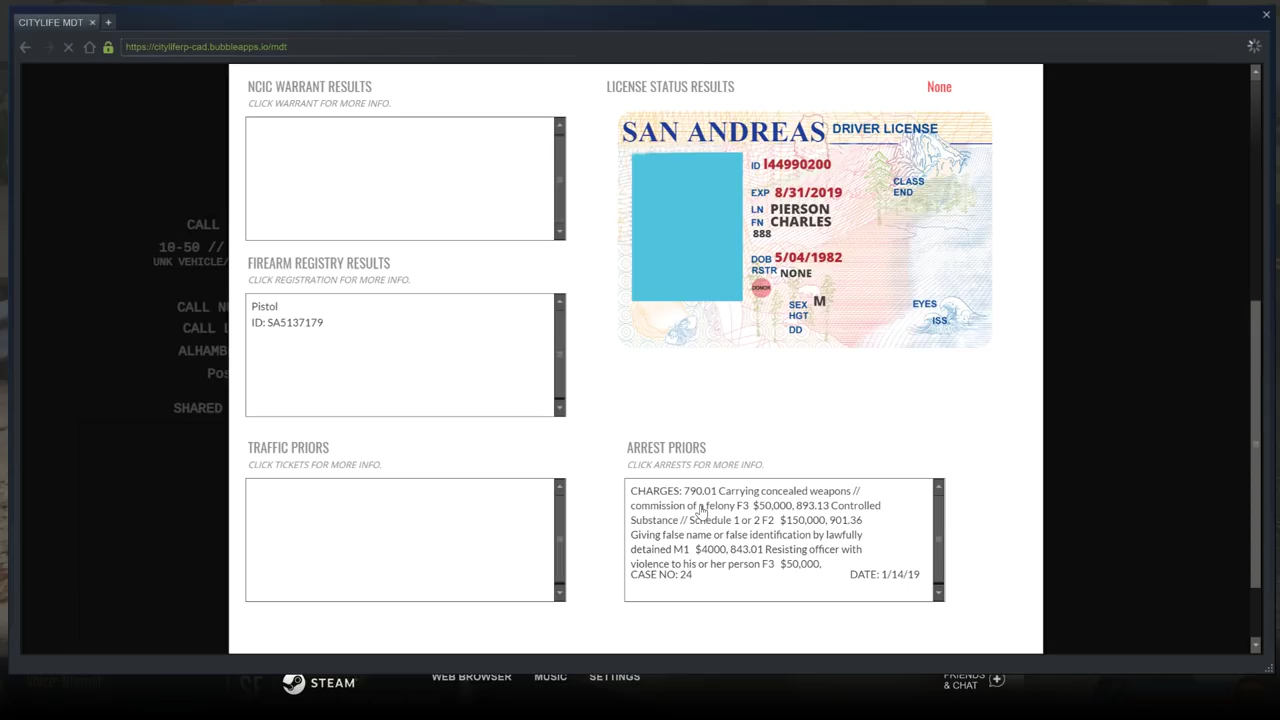 CITYLIFE MDT × +
https://cityliferp-cad.bubbleapps.io/mdt
NCIC WARRANT RESULTS
CLICK WARRANT FOR MORE INFO.
LICENSE STATUS RESULTS
None
SAN ANDREAS DRIVER LICENSE
ID I44990200
CLASS
END
EXP 8/31/2019
LN PIERSON
FN CHARLES
888
DOB 5/04/1982
RSTR NONE
DONOR
SEX M
HGT
DD
EYES
ISS
CALL
10-50 //
UNK VEHICLE/
FIREARM REGISTRY RESULTS
CLICK REGISTRATION FOR MORE INFO.
Pistol
ID: SA5137179
CALL
ALHAMB
SHARED
TRAFFIC PRIORS
CLICK TICKETS FOR MORE INFO.
ARREST PRIORS
CLICK ARRESTS FOR MORE INFO.
CHARGES: 790.01 Carrying concealed weapons //
commission of a felony F3 $50,000, 893.13 Controlled
Substance // Schedule 1 or 2 F2 $150,000, 901.36
Giving false name or false identification by lawfully
detained M1 $4000, 843.01 Resisting officer with
violence to his or her person F3 $50,000,
CASE NO: 24 DATE: 1/14/19
STEAM
WEB BROWSER MUSIC SETTINGS
FRIENDS
& CHAT